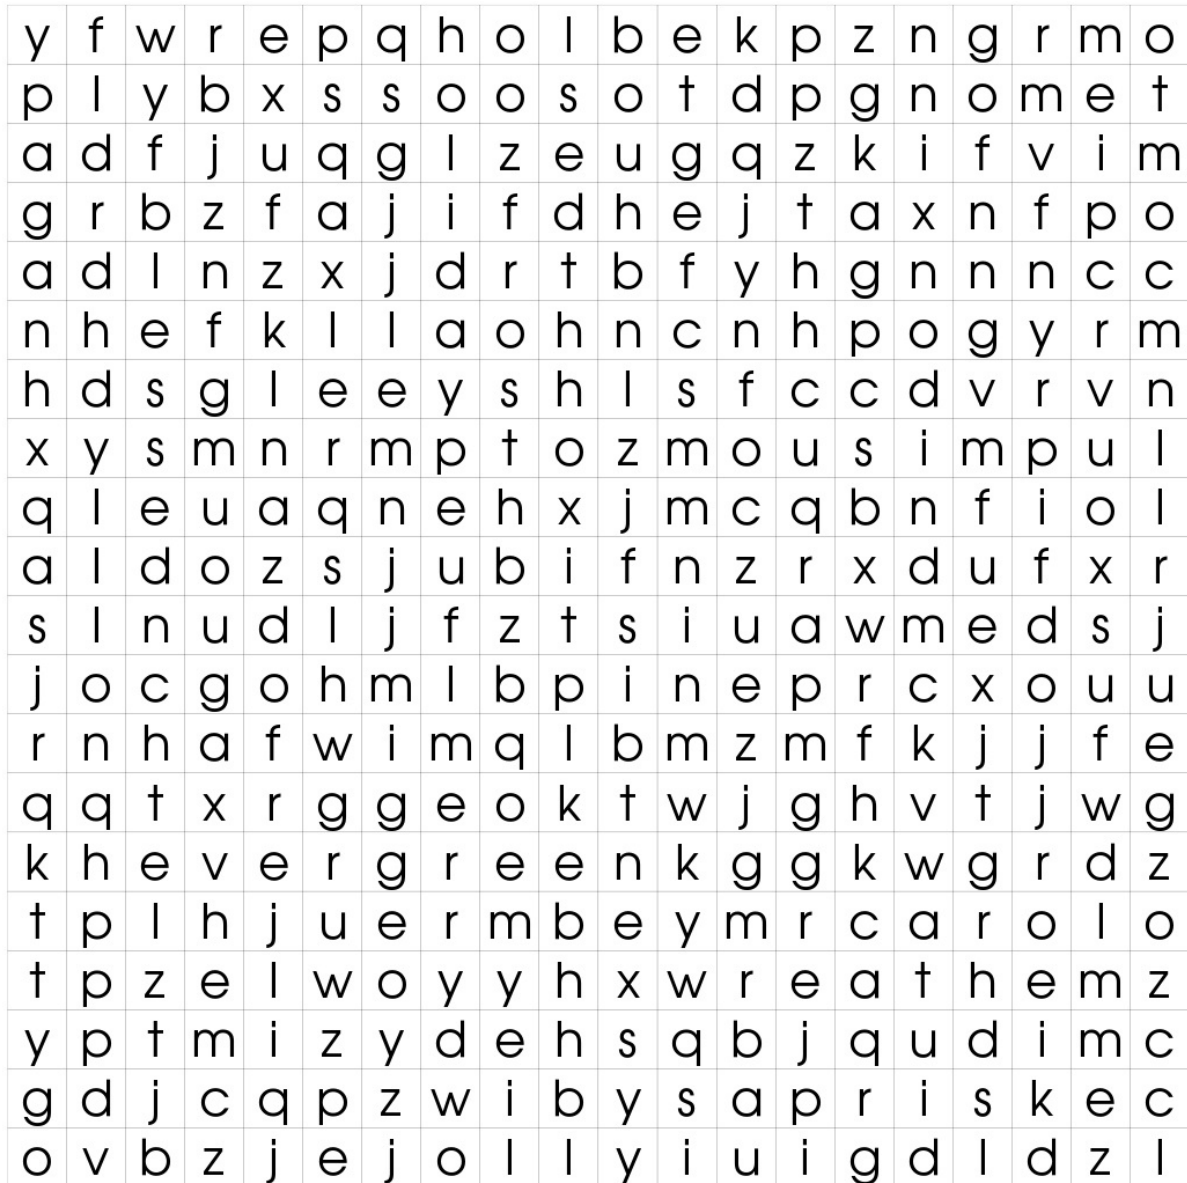 y f w r e p q h o l b e k p z n g r m o
p l y b x s s o o s o t d p g n o m e t
a d f j u q g l z e u g q z k i f v i m
g r b z f a j i f d h e j t a x n f p o
a d l n z x j d r t b f y h g n n n c c
n h e f k l l a o h n c n h p o g y r m
h d s g l e e y s h l s f c c d v r v n
x y s m n r m p t o z m o u s i m p u l
q l e u a q n e h x j m c q b n f i o l
a l d o z s j u b i f n z r x d u f x r
s l n u d l j f z t s i u a w m e d s j
j o c g o h m l b p i n e p r c x o u u
r n h a f w i m q l b m z m f k j j f e
q q t x r g g e o k t w j g h v t j w g
k h e v e r g r e e n k g g k w g r d z
t p l h j u e r m b e y m r c a r o l o
t p z e l w o y y h x w r e a t h e m z
y p t m i z y d e h s q b j q u d i m c
g d j c q p z w i b y s a p r i s k e c
o v b z j e j o l l y i u i g d l d z l